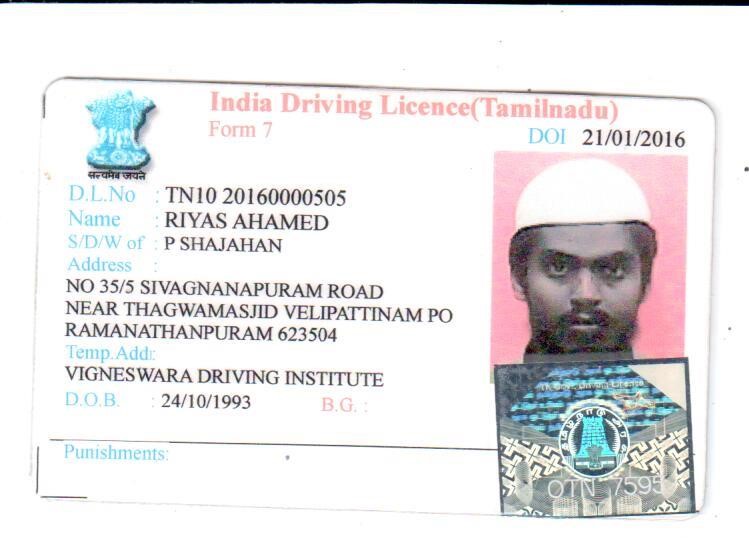 India Driving Licence(Tamilnadu)
Form 7
DOI 21/01/2016
सत्यमेव जयते
D.L.No : TN10 20160000505
Name : RIYAS AHAMED
S/D/W of : P SHAJAHAN
Address :
NO 35/5 SIVAGNANAPURAM ROAD
NEAR THAGWAMASJID VELIPATTINAM PO
RAMANATHANPURAM 623504
Temp.Add:
VIGNESWARA DRIVING INSTITUTE
D.O.B. : 24/10/1993 B.G. :
Punishments:
TN Govt. Driving License
OTN 7595